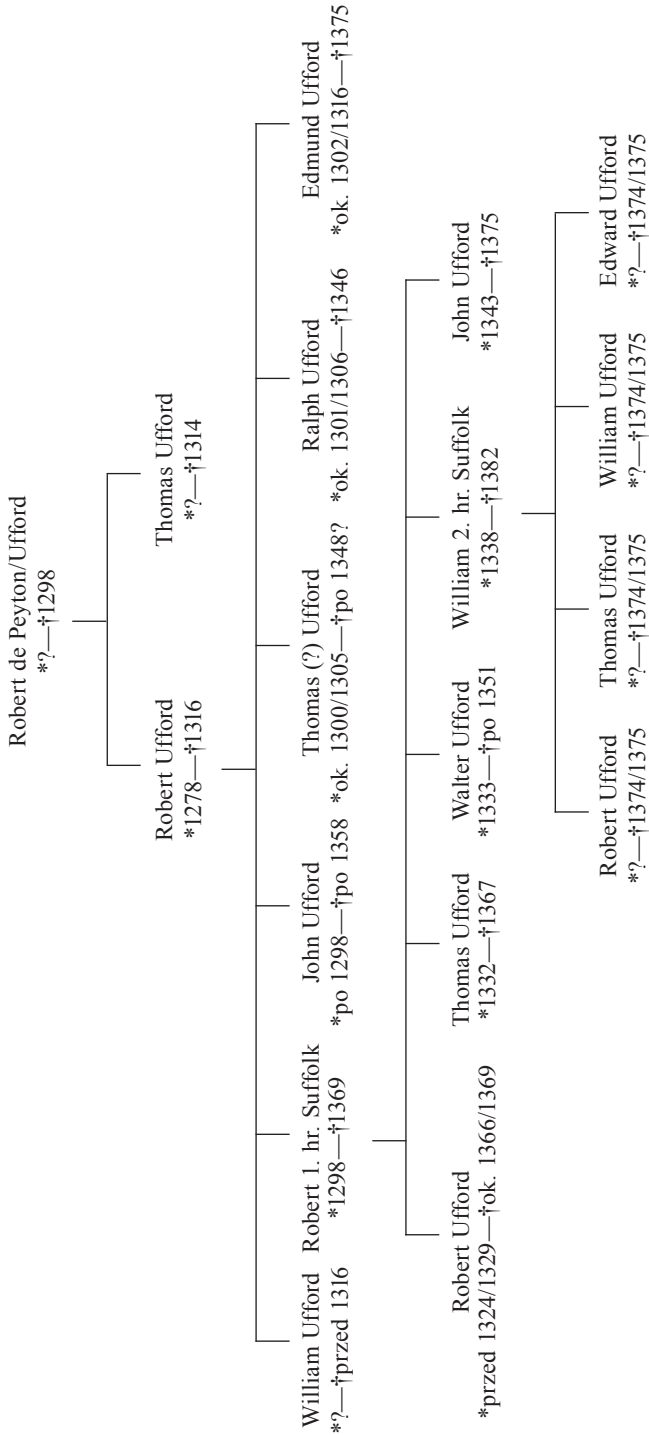 Robert de Peyton/Ufford
*?—†1298
Robert Ufford
*1278—†1316
Thomas Ufford
*?—†1314
William Ufford
*?—†przed 1316
Robert 1. hr. Suffolk
*1298—†1369
John Ufford
*po 1298—†po 1358
Thomas (?) Ufford
*ok. 1300/1305—†po 1348?
Ralph Ufford
*ok. 1301/1306—†1346
Edmund Ufford
*ok. 1302/1316—†1375
Robert Ufford
*przed 1324/1329—†ok. 1366/1369
Thomas Ufford
*1332—†1367
Walter Ufford
*1333—†po 1351
William 2. hr. Suffolk
*1338—†1382
John Ufford
*1343—†1375
Robert Ufford
*?—†1374/1375
Thomas Ufford
*?—†1374/1375
William Ufford
*?—†1374/1375
Edward Ufford
*?—†1374/1375